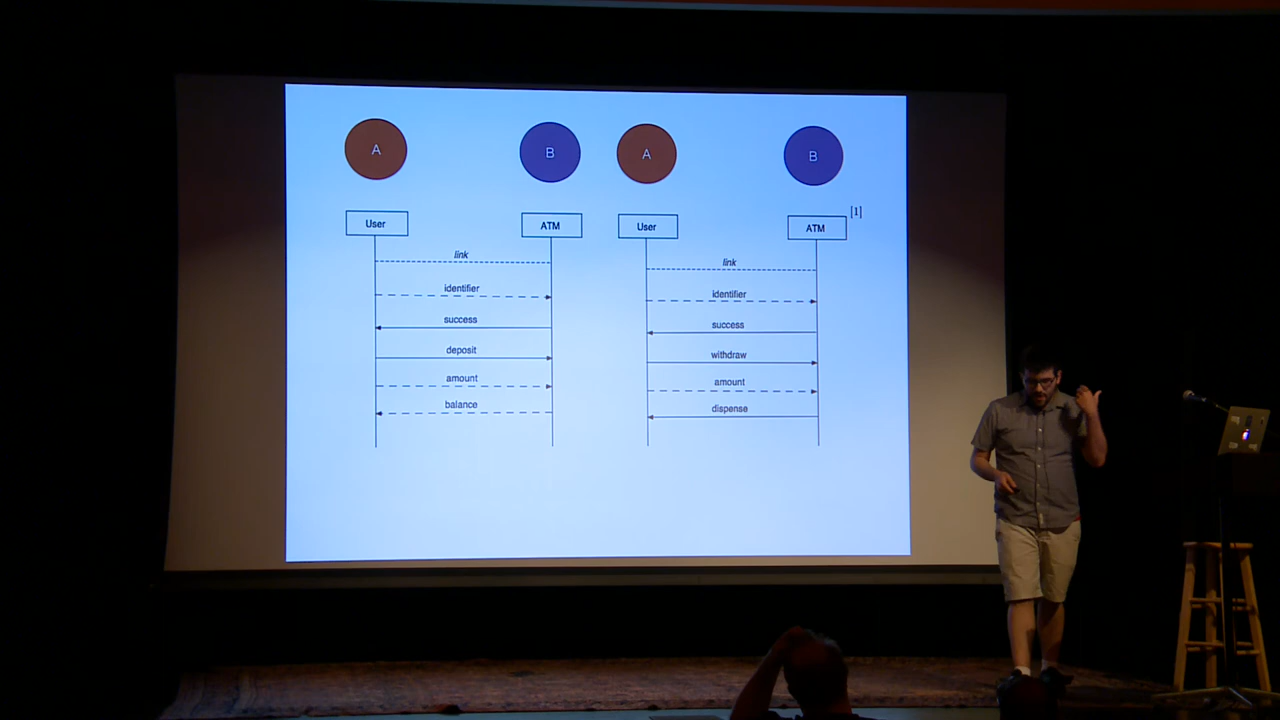 A
B
A
B
User
ATM
User
ATM
[1]
link
identifier
success
deposit
amount
balance
link
identifier
success
withdraw
amount
dispense